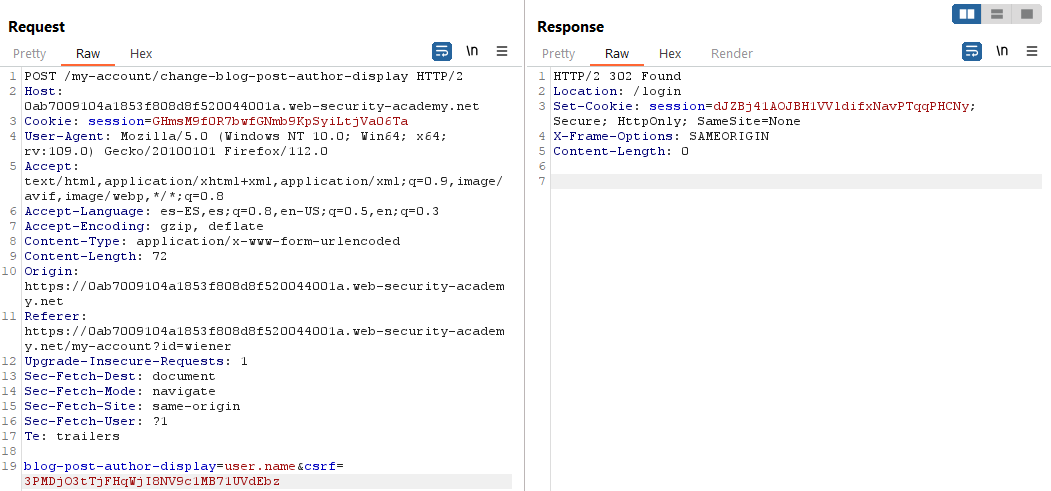 Request
Pretty Raw Hex
\n
1 POST /my-account/change-blog-post-author-display HTTP/2
2 Host:
0ab7009104a1853f808d8f520044001a.web-security-academy.net
3 Cookie: session=GHmsM9fOR7bwfGNmb9KpSyiLtjVaO6Ta
4 User-Agent: Mozilla/5.0 (Windows NT 10.0; Win64; x64;
rv:109.0) Gecko/20100101 Firefox/112.0
5 Accept:
text/html,application/xhtml+xml,application/xml;q=0.9,image/
avif,image/webp,*/*;q=0.8
6 Accept-Language: es-ES,es;q=0.8,en-US;q=0.5,en;q=0.3
7 Accept-Encoding: gzip, deflate
8 Content-Type: application/x-www-form-urlencoded
9 Content-Length: 72
10 Origin:
https://0ab7009104a1853f808d8f520044001a.web-security-academ
y.net
11 Referer:
https://0ab7009104a1853f808d8f520044001a.web-security-academ
y.net/my-account?id=wiener
12 Upgrade-Insecure-Requests: 1
13 Sec-Fetch-Dest: document
14 Sec-Fetch-Mode: navigate
15 Sec-Fetch-Site: same-origin
16 Sec-Fetch-User: ?1
17 Te: trailers
18
19 blog-post-author-display=user.name&csrf=
3PMDjO3tTjFHqWjI8NV9c1MB71UVdEbz
Response
Pretty Raw Hex Render
\n
1 HTTP/2 302 Found
2 Location: /login
3 Set-Cookie: session=dJZBj41AOJBH1VVldifxNavPTqqPHCNy;
Secure; HttpOnly; SameSite=None
4 X-Frame-Options: SAMEORIGIN
5 Content-Length: 0
6
7